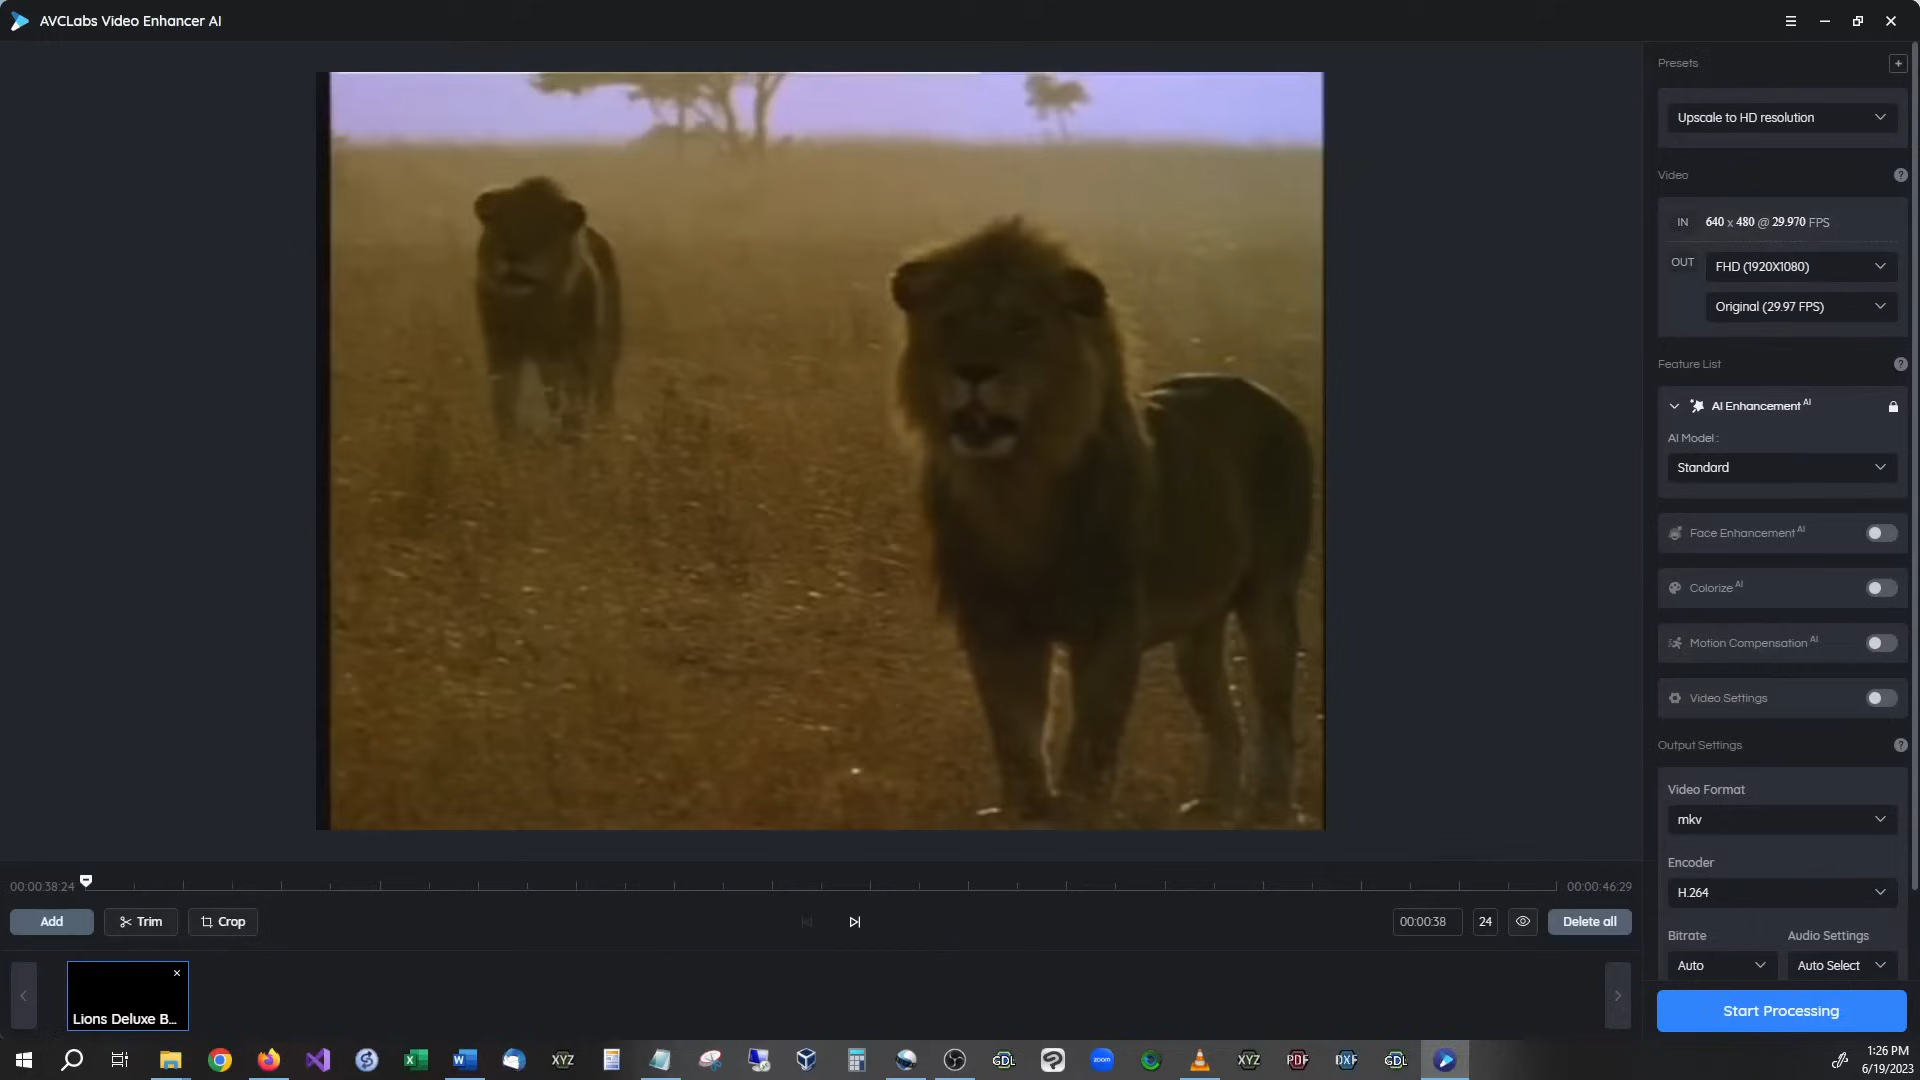 AVCLabs Video Enhancer AI
Presets
Upscale to HD resolution
Video
IN 640 x 480 @ 29.970 FPS
OUT FHD (1920X1080)
Original (29.97 FPS)
Feature List
AI Enhancement AI
AI Model :
Standard
Face Enhancement AI
Colorize AI
Motion Compensation AI
Video Settings
Output Settings
Video Format
mkv
Encoder
H.264
Bitrate Audio Settings
Auto Auto Select
Start Processing
00:00:38:24 00:00:46:29
Add Trim Crop 00:00:38 24 Delete all
Lions Deluxe B...
XYZ GDL zoom XYZ PDF DXF GDL
1:26 PM
6/19/2023